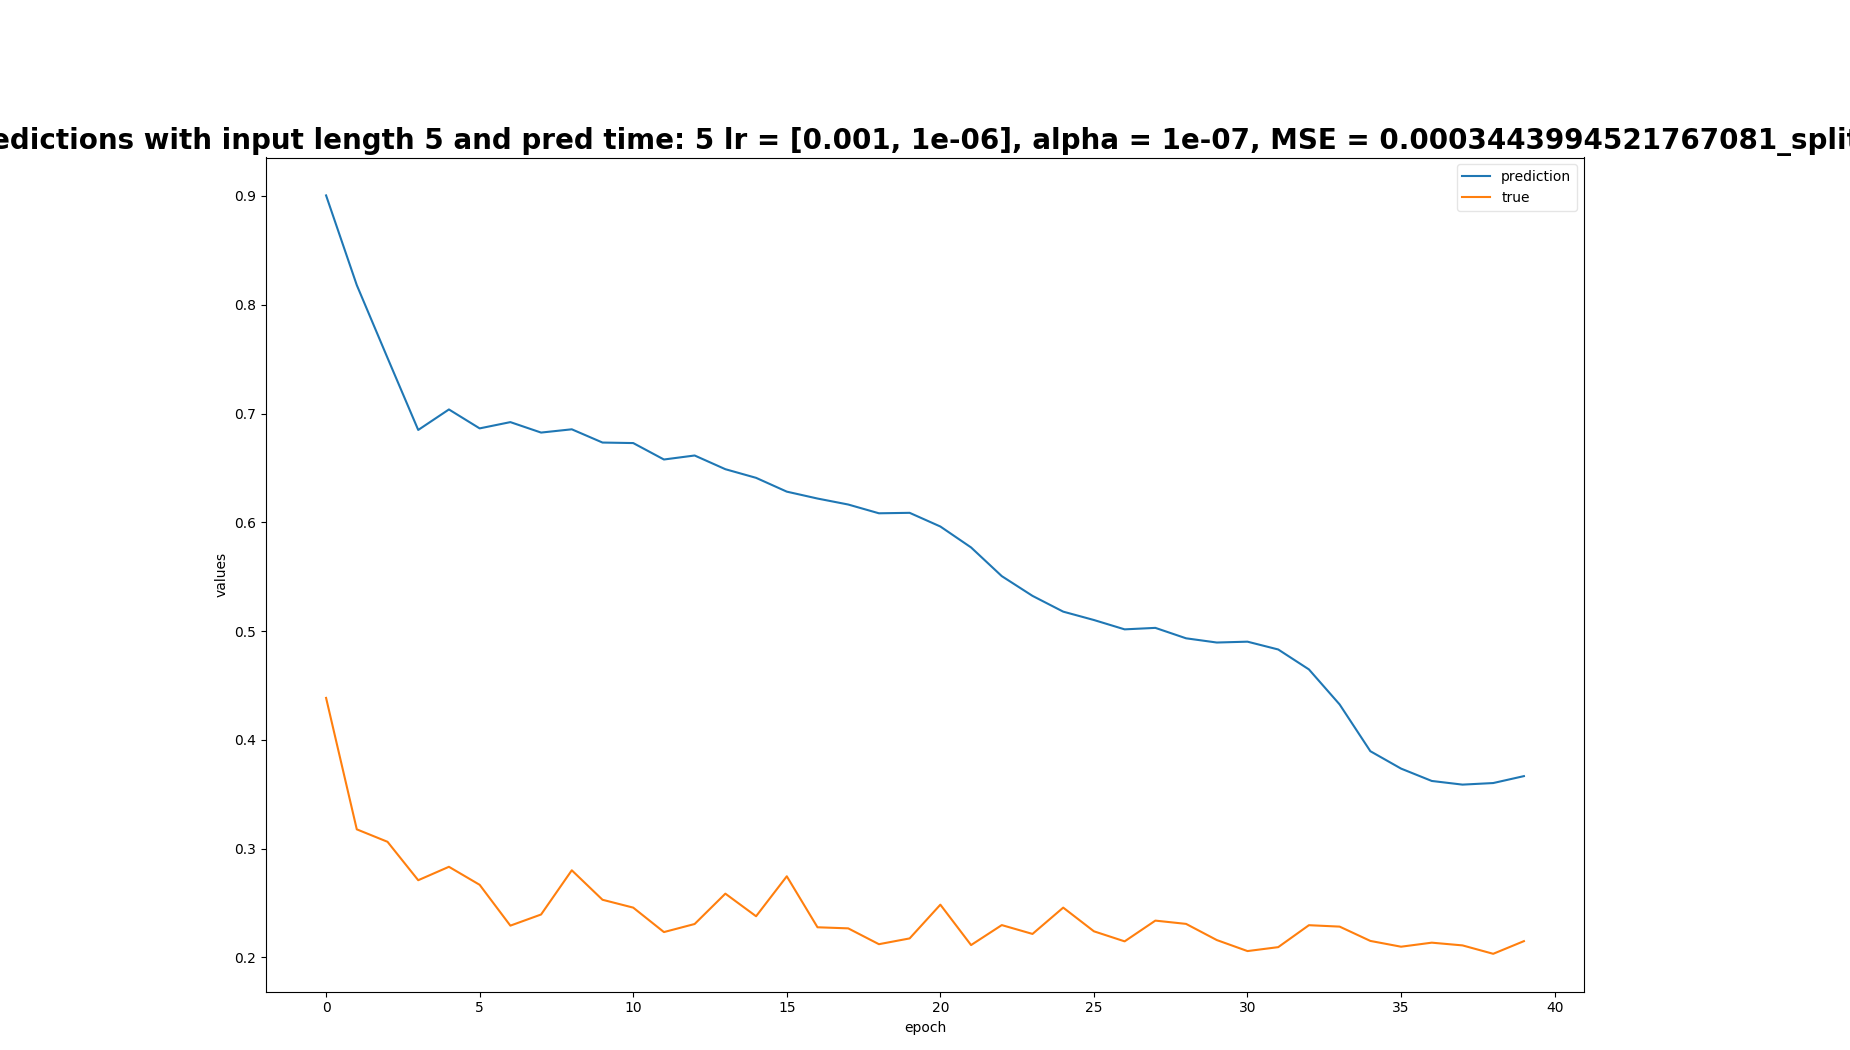 edictions with input length 5 and pred time: 5 lr = [0.001, 1e-06], alpha = 1e-07, MSE = 0.0003443994521767081_split
prediction
true
0.9
0.8
0.7
0.6
0.5
0.4
0.3
0.2
values
0 5 10 15 20 25 30 35 40
epoch